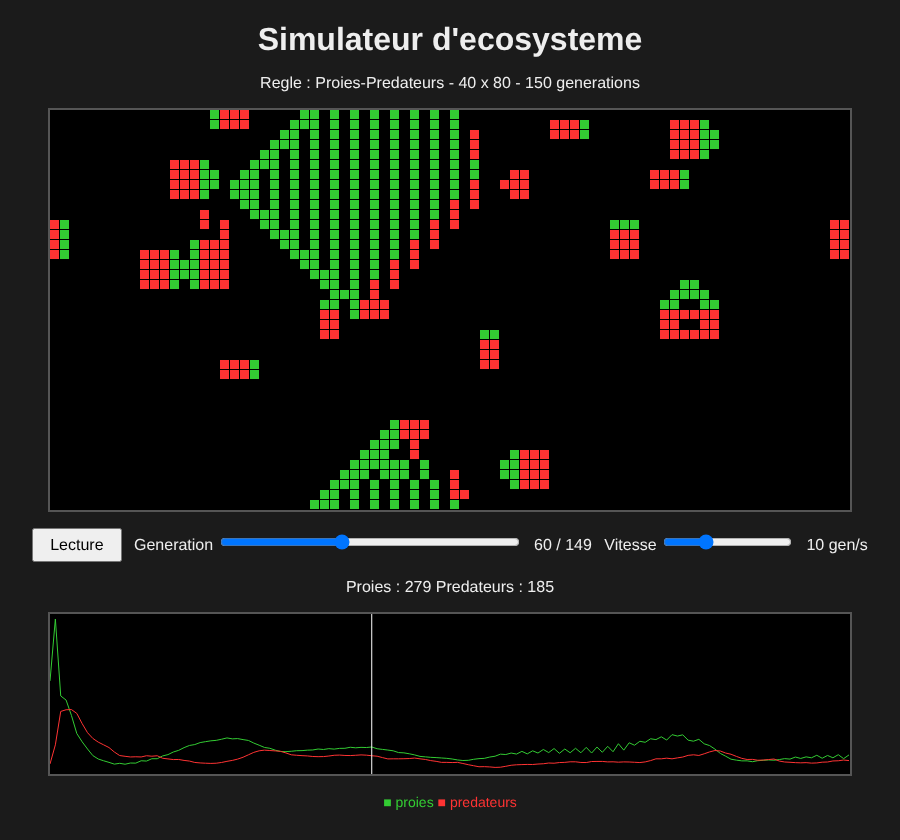 Simulateur d'ecosysteme
Regle : Proies-Predateurs - 40 x 80 - 150 generations
Lecture Generation 60 / 149 Vitesse 10 gen/s
Proies : 279 Predateurs : 185
proies predateurs